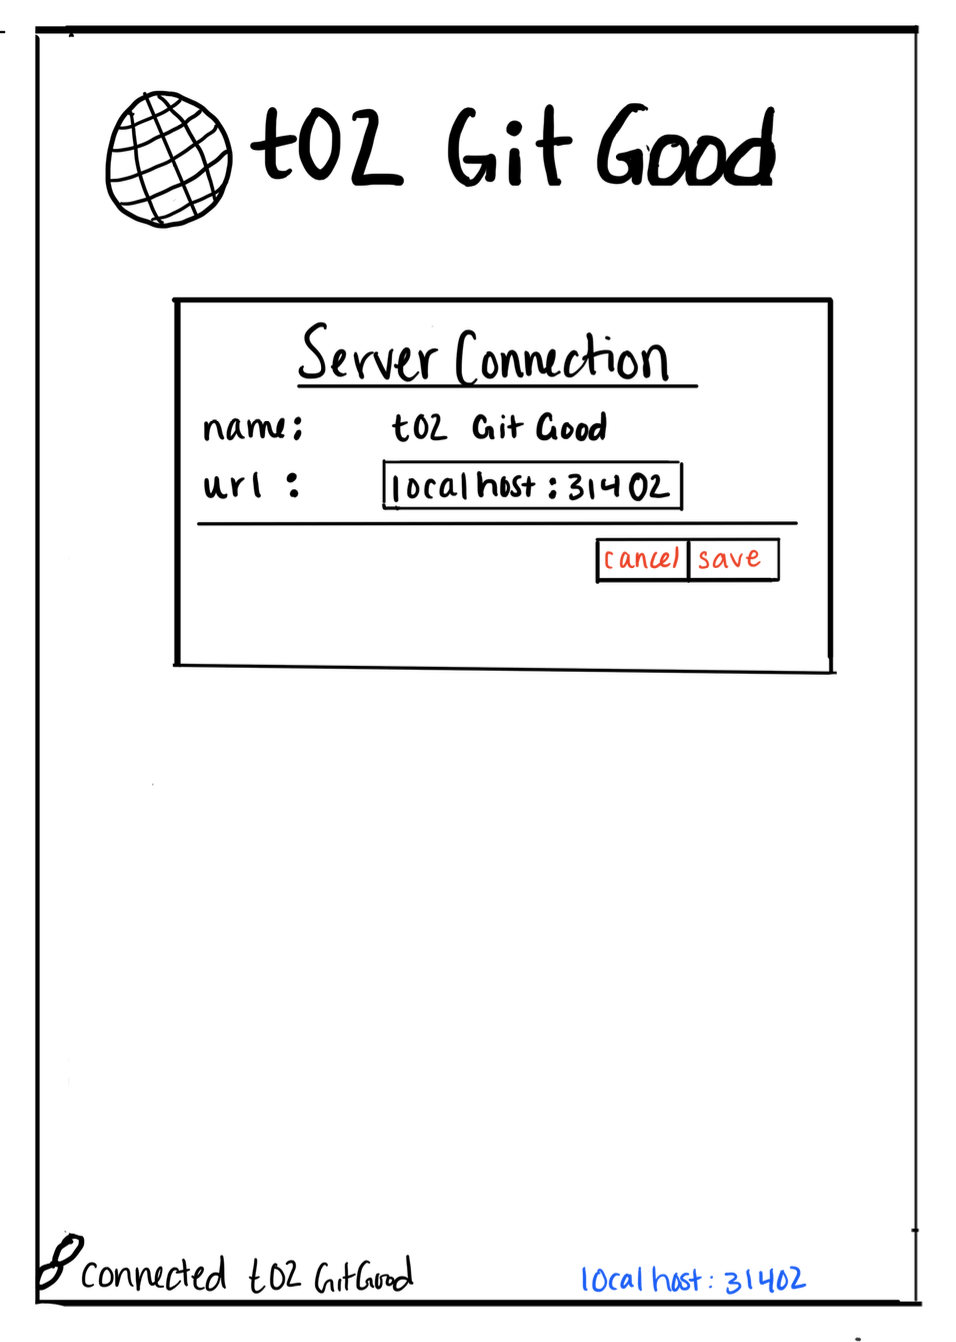 t02 Git Good
Server Connection
name: t02 Git Good
url : localhost:31402
cancel save
connected t02 GitGood localhost: 31402